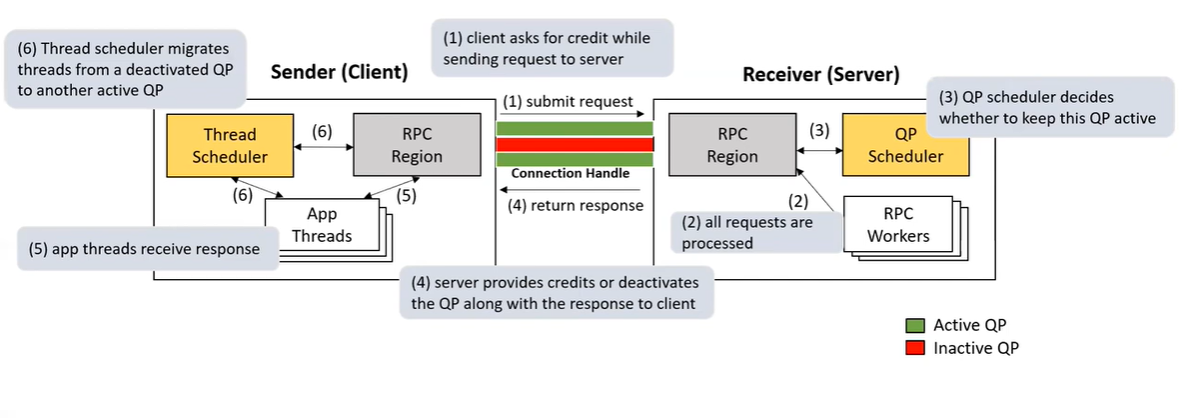 (6) Thread scheduler migrates
threads from a deactivated QP
to another active QP
(1) client asks for credit while
sending request to server
Sender (Client)
Receiver (Server)
(3) QP scheduler decides
whether to keep this QP active
(1) submit request
Thread
Scheduler
(6)
RPC
Region
RPC
Region
(3)
QP
Scheduler
Connection Handle
(6)
(5)
(4) return response
(2)
App
Threads
RPC
Workers
(2) all requests are
processed
(5) app threads receive response
(4) server provides credits or deactivates
the QP along with the response to client
Active QP
Inactive QP